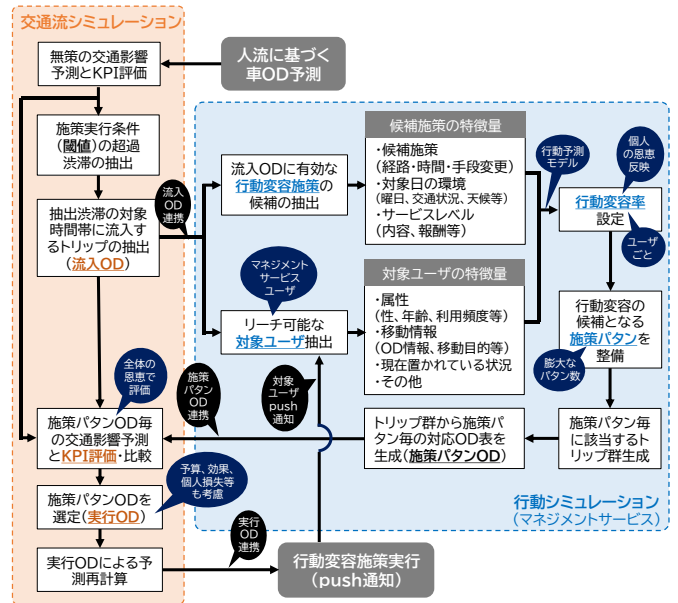 交通流シミュレーション
無策の交通影響
予測とKPI評価
人流に基づく
車OD予測
施策実行条件
(閾値)の超過
渋滞の抽出
抽出渋滞の対象
時間帯に流入す
るトリップの抽出
(流入OD)
流入
OD
連携
流入ODに有効な
行動変容施策の
候補の抽出
候補施策の特徴量
・候補施策
(経路・時間・手段変更)
・対象日の環境
(曜日、交通状況、天候等)
・サービスレベル
(内容、報酬等)
行動予測
モデル
個人
の恩恵
反映
行動変容率
設定
ユーザ
ごと
マネジメント
サービス
ユーザ
リーチ可能な
対象ユーザ抽出
対象ユーザの特徴量
・属性
(性、年齢、利用頻度等)
・移動情報
(OD情報、移動目的等)
・現在置かれている状況
・その他
行動変容の
候補となる
施策パターンを
整備
膨大な
パタン数
全体の
恩恵で
評価
施策
パタン
OD
連携
対象
ユーザ
push
通知
施策パタンOD毎
の交通影響予測
とKPI評価・比較
トリップ群から施策パ
タン毎の対応OD表を
生成(施策パタンOD)
施策パタン毎
に該当するトリ
ップ群生成
施策パタンODを
選定(実行OD)
予算、効果、
個人損失等
も考慮
行動シミュレーション
(マネジメントサービス)
実行ODによる予
測再計算
実行
OD
連携
行動変容施策実行
(push通知)